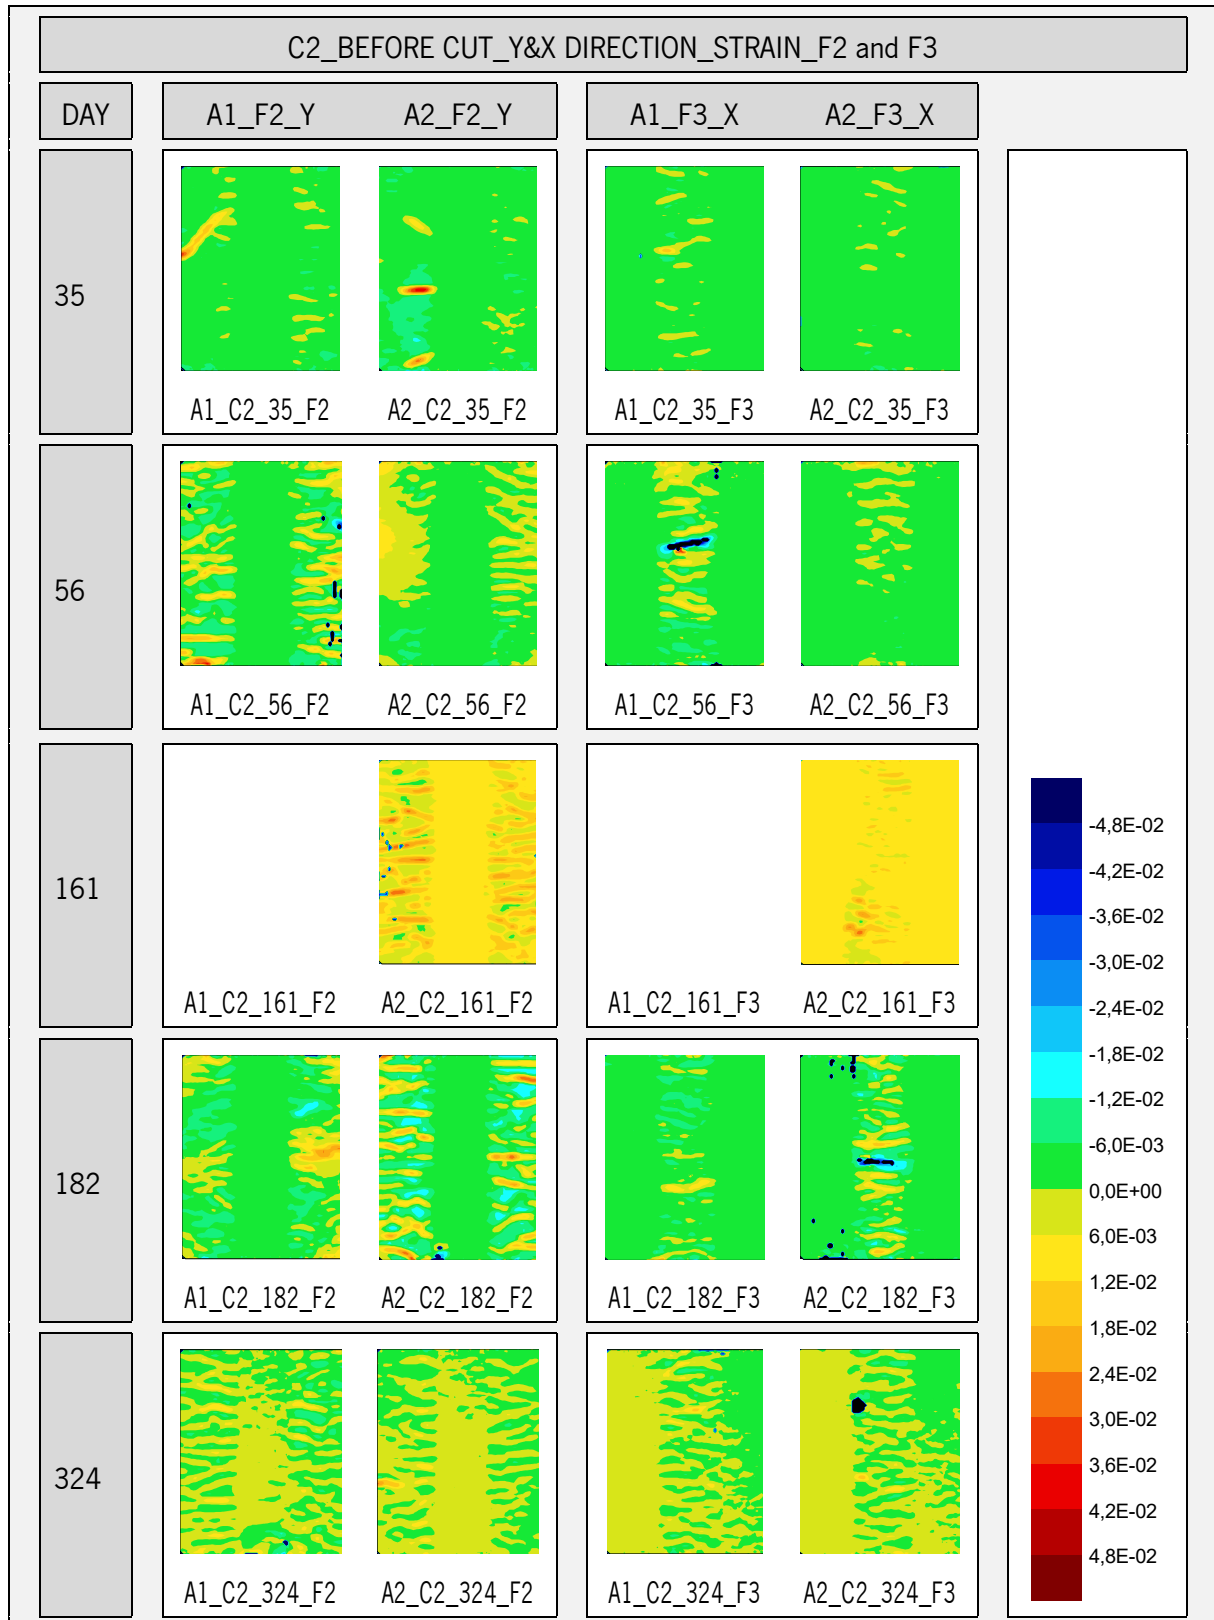 C2_BEFORE CUT_Y&X DIRECTION_STRAIN_F2 and F3
DAY A1_F2_Y A2_F2_Y A1_F3_X A2_F3_X
35
A1_C2_35_F2 A2_C2_35_F2 A1_C2_35_F3 A2_C2_35_F3
56
A1_C2_56_F2 A2_C2_56_F2 A1_C2_56_F3 A2_C2_56_F3
161
A1_C2_161_F2 A2_C2_161_F2 A1_C2_161_F3 A2_C2_161_F3
182
A1_C2_182_F2 A2_C2_182_F2 A1_C2_182_F3 A2_C2_182_F3
324
A1_C2_324_F2 A2_C2_324_F2 A1_C2_324_F3 A2_C2_324_F3
-4,8E-02
-4,2E-02
-3,6E-02
-3,0E-02
-2,4E-02
-1,8E-02
-1,2E-02
-6,0E-03
0,0E+00
6,0E-03
1,2E-02
1,8E-02
2,4E-02
3,0E-02
3,6E-02
4,2E-02
4,8E-02